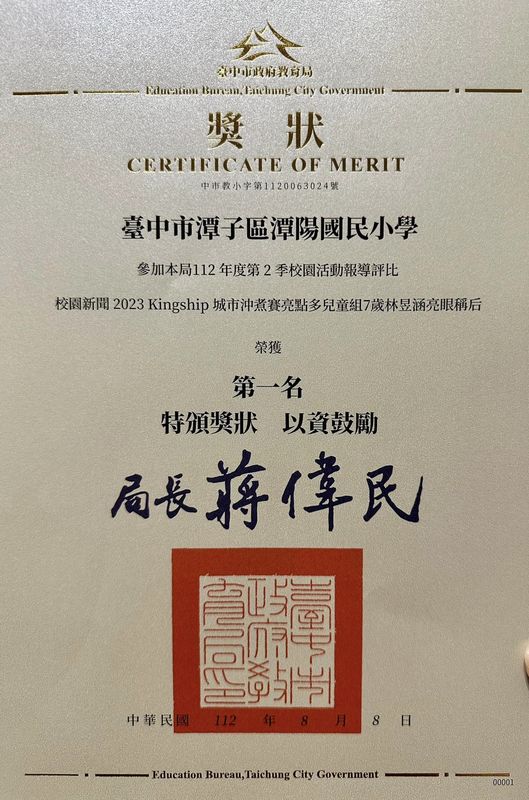 臺中市政府教育局
Education Bureau,Taichung City Government
獎 狀
CERTIFICATE OF MERIT
中市教小字第1120063024號
臺中市潭子區潭陽國民小學
參加本局112 年度第 2 季校園活動報導評比
校園新聞 2023 Kingship 城市沖煮賽亮點多兒童組7歲林昱涵亮眼稱后
榮獲
第一名
特頒獎狀 以資鼓勵
局長 蔣偉民
臺中市政府教育局印
中華民國 112 年 8 月 8 日
Education Bureau,Taichung City Government
00001